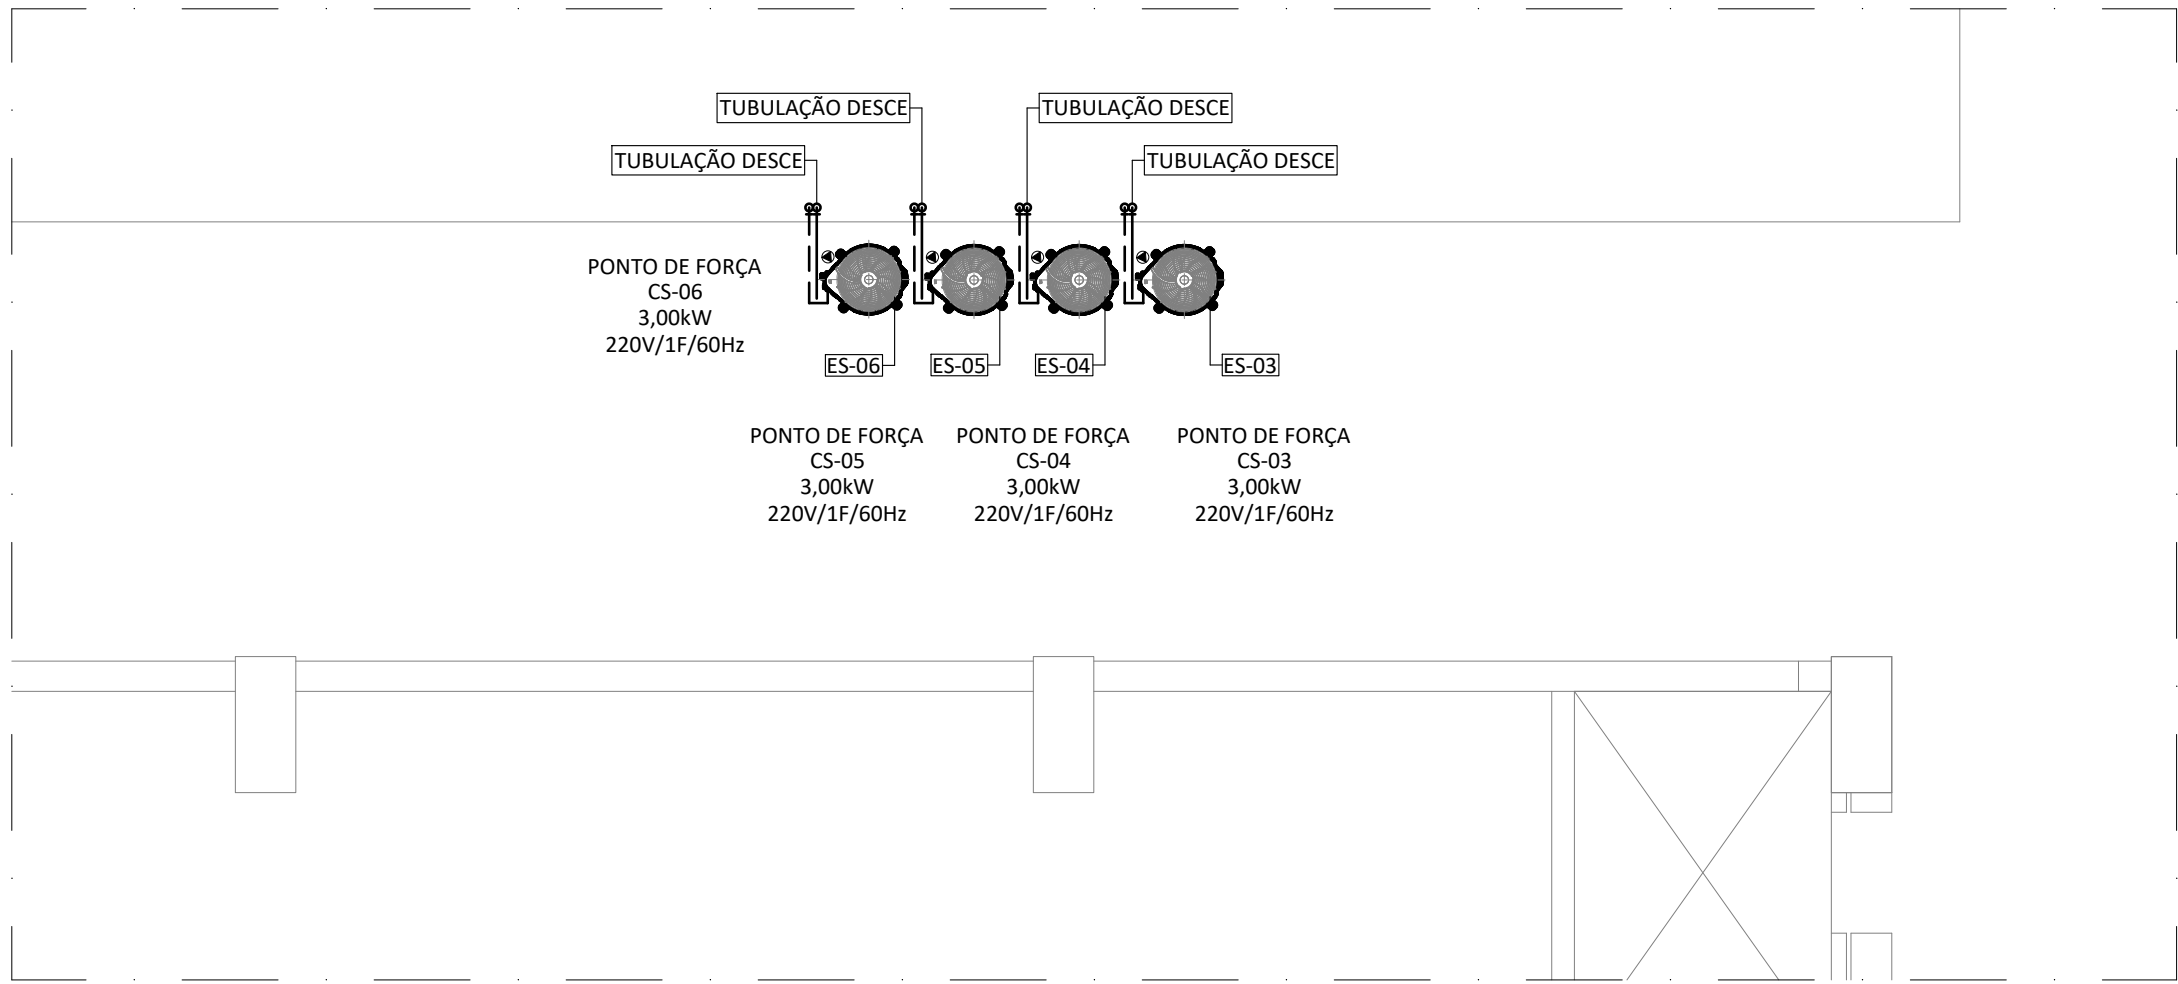 TUBULAÇÃO DESCE
TUBULAÇÃO DESCE
TUBULAÇÃO DESCE
TUBULAÇÃO DESCE
PONTO DE FORÇA
CS-06
3,00kW
220V/1F/60Hz
ES-06
ES-05
ES-04
ES-03
PONTO DE FORÇA
CS-05
3,00kW
220V/1F/60Hz
PONTO DE FORÇA
CS-04
3,00kW
220V/1F/60Hz
PONTO DE FORÇA
CS-03
3,00kW
220V/1F/60Hz